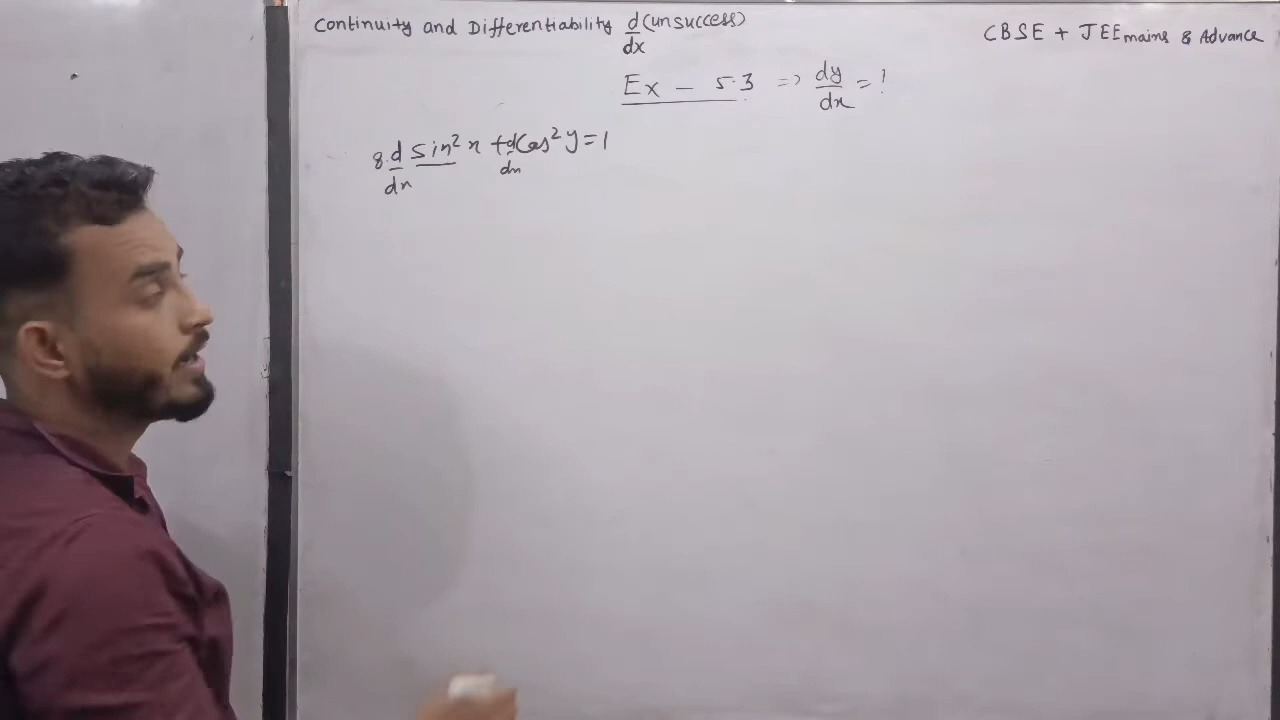 Continuity and Differentiability d/dx (unsuccess)
CBSE + JEE mains & Advance
Ex - 5.3 => dy/dx = ?
8. d/dx sin² x + d/dx cos² y = 1